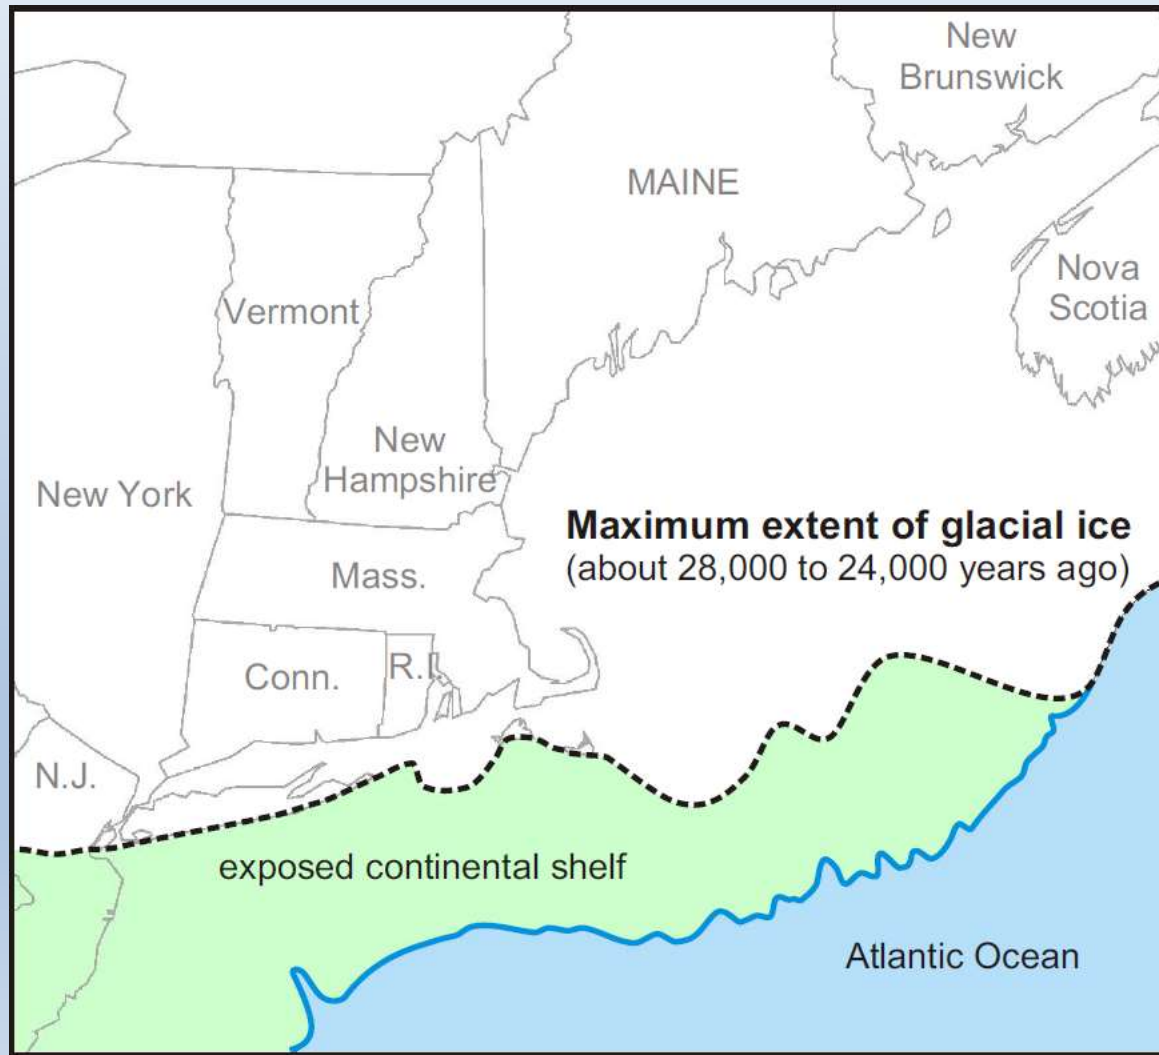 New
Brunswick
MAINE
Nova
Scotia
Vermont
New
Hampshire
New York
Maximum extent of glacial ice
(about 28,000 to 24,000 years ago)
Mass.
Conn.
R.I.
N.J.
exposed continental shelf
Atlantic Ocean